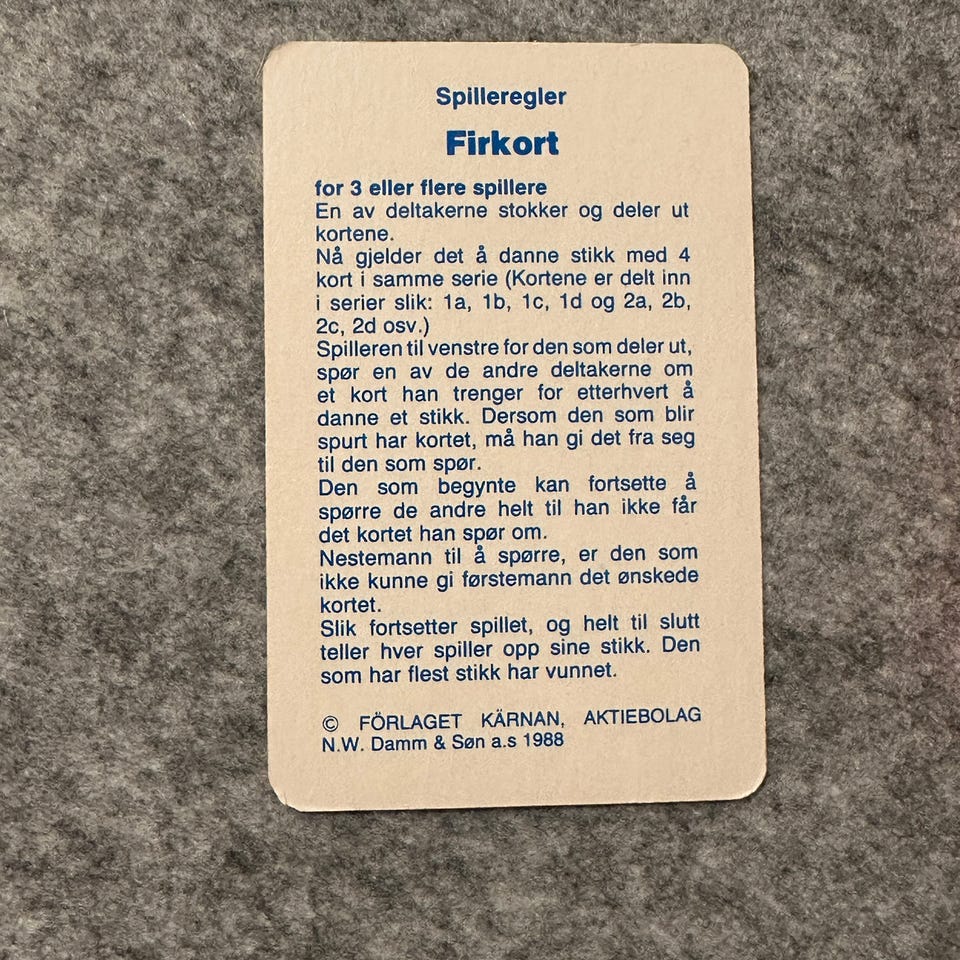 Spilleregler
Firkort
for 3 eller flere spillere
En av deltakerne stokker og deler ut
kortene.
Nå gjelder det å danne stikk med 4
kort i samme serie (Kortene er delt inn
i serier slik: 1a, 1b, 1c, 1d og 2a, 2b,
2c, 2d osv.)
Spilleren til venstre for den som deler ut,
spør en av de andre deltakerne om
et kort han trenger for etterhvert å
danne et stikk. Dersom den som blir
spurt har kortet, må han gi det fra seg
til den som spør.
Den som begynte kan fortsette å
spørre de andre helt til han ikke får
det kortet han spør om.
Nestemann til å spørre, er den som
ikke kunne gi førstemann det ønskede
kortet.
Slik fortsetter spillet, og helt til slutt
teller hver spiller opp sine stikk. Den
som har flest stikk har vunnet.
© FÖRLAGET KÄRNAN, AKTIEBOLAG
N.W. Damm & Søn a.s 1988